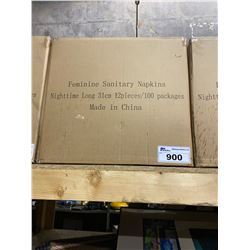 Feminine Sanitary Napkins
Nighttime Long 31cm 12pieces/100 packages
Made in China
900